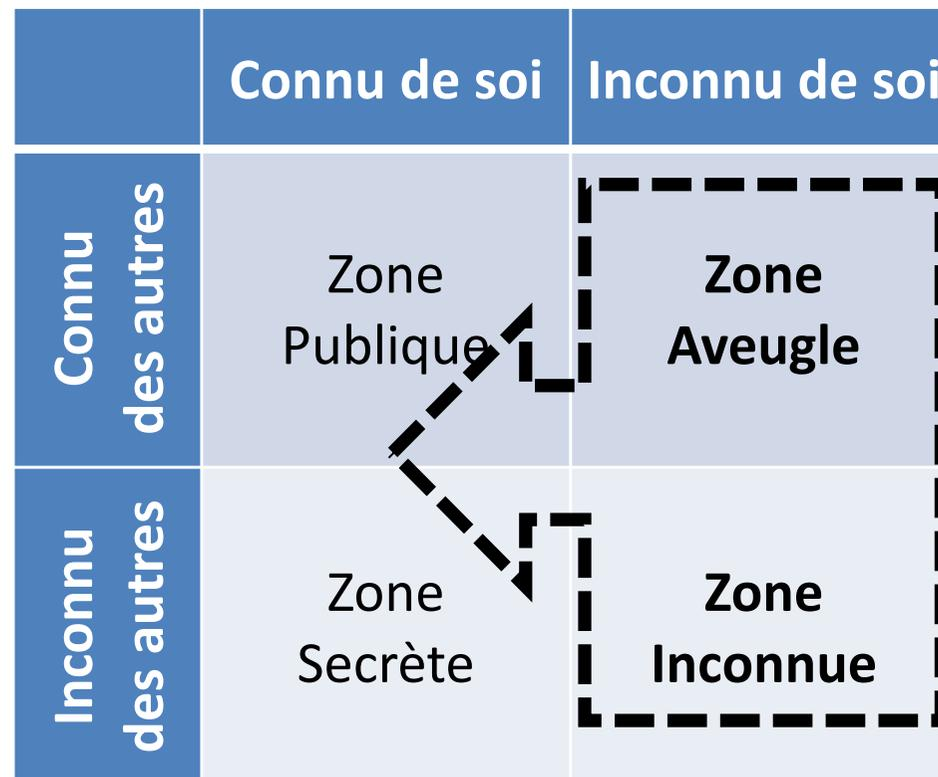 Connu de soi
Inconnu de soi
Connu
des autres
Zone
Publique
Zone
Aveugle
Inconnu
des autres
Zone
Secrète
Zone
Inconnue